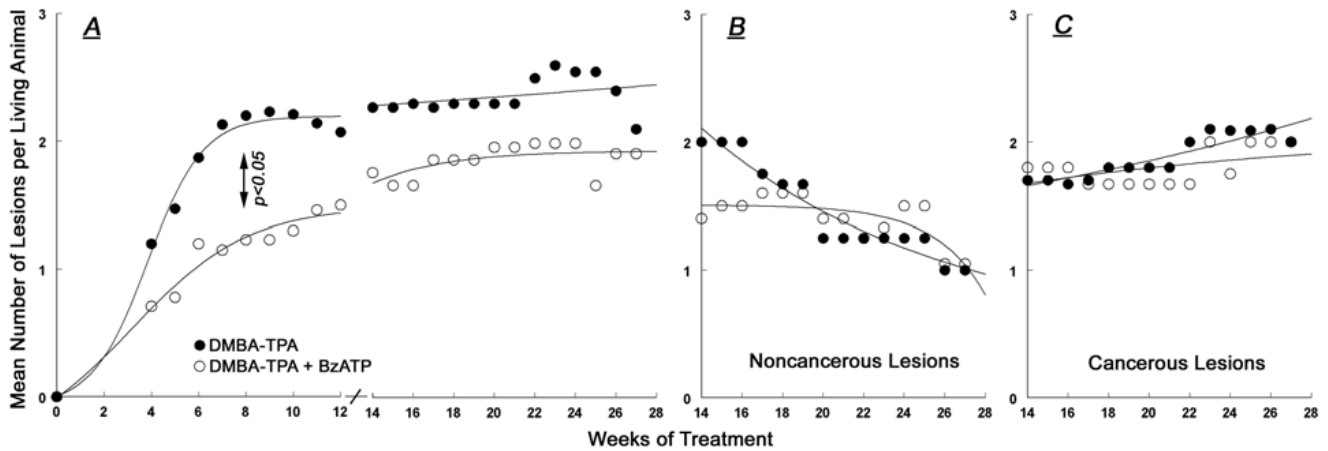 A
B
C
Mean Number of Lesions per Living Animal
3
2
1
0
p<0.05
DMBA-TPA
DMBA-TPA + BzATP
0 2 4 6 8 10 12 14 16 18 20 22 24 26 28
3
2
1
0
Noncancerous Lesions
14 16 18 20 22 24 26 28
3
2
1
0
Cancerous Lesions
14 16 18 20 22 24 26 28
Weeks of Treatment